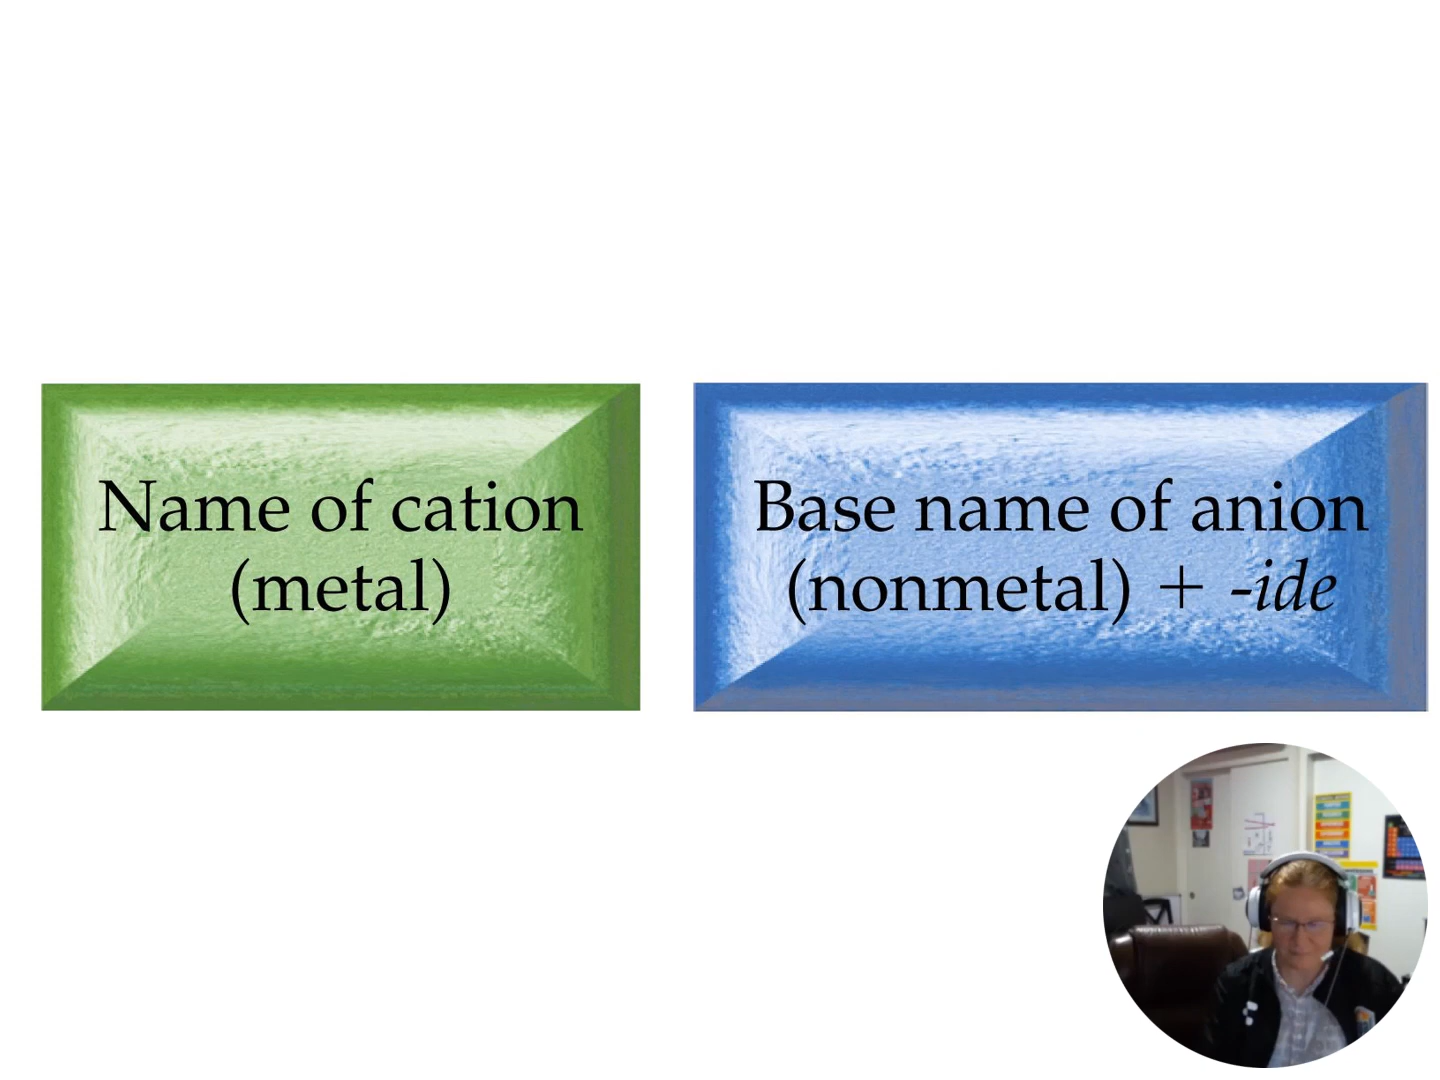 Name of cation
(metal)
Base name of anion
(nonmetal) + -ide